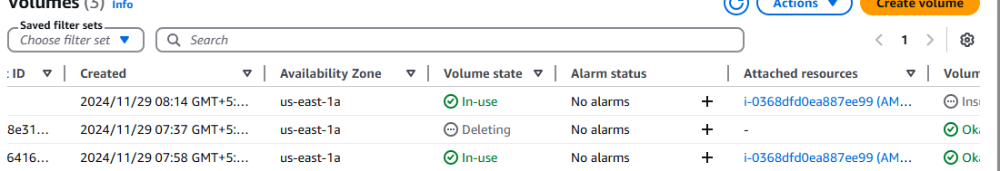 Volumes (3) Info
Actions
Create volume
Saved filter sets
Choose filter set
Search
1
t ID Created Availability Zone Volume state Alarm status Attached resources Volum
2024/11/29 08:14 GMT+5:... us-east-1a In-use No alarms + i-0368dfd0ea887ee99 (AM... Ins
8e31... 2024/11/29 07:37 GMT+5:... us-east-1a Deleting No alarms + - Oka
6416... 2024/11/29 07:58 GMT+5:... us-east-1a In-use No alarms + i-0368dfd0ea887ee99 (AM... Oka